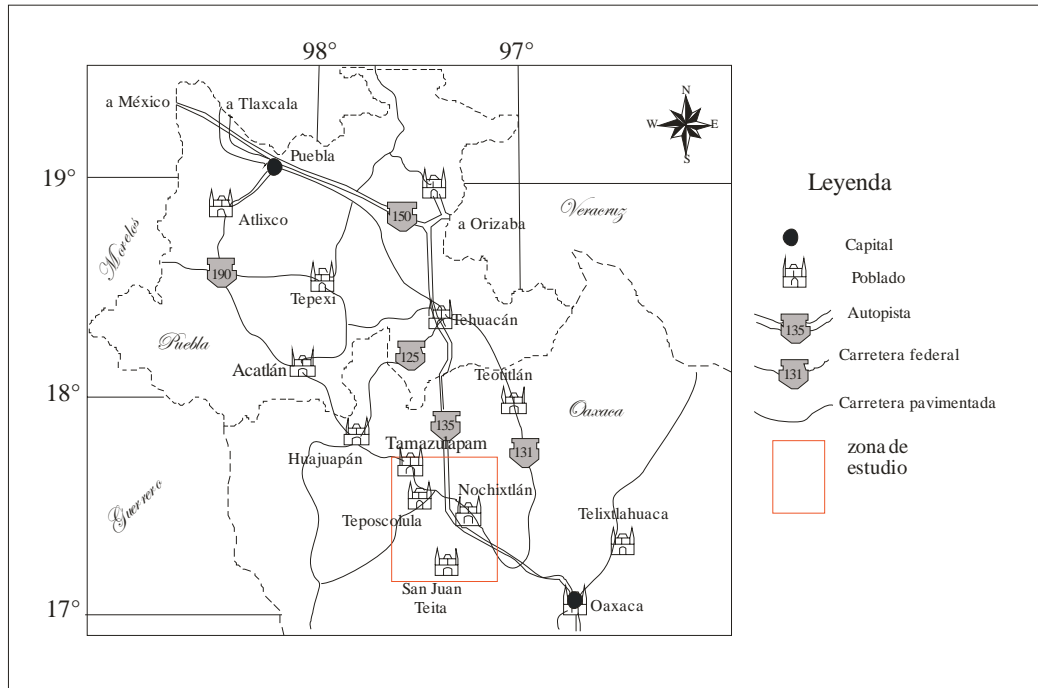 98°
97°
N
W
E
S
a México
a Tlaxcala
Puebla
19°
Leyenda
Atlixco
150
a Orizaba
Veracruz
Morelos
Capital
190
Poblado
Tepexi
Tehuacán
Autopista
135
Puebla
125
Carretera federal
131
Acatlán
Teotitlán
18°
Oaxaca
Carretera pavimentada
135
Tamazulapam
Huajuapán
131
zona de
estudio
Guerrero
Nochixtlán
Teposcolula
Telixtlahuaca
San Juan
Teita
17°
Oaxaca